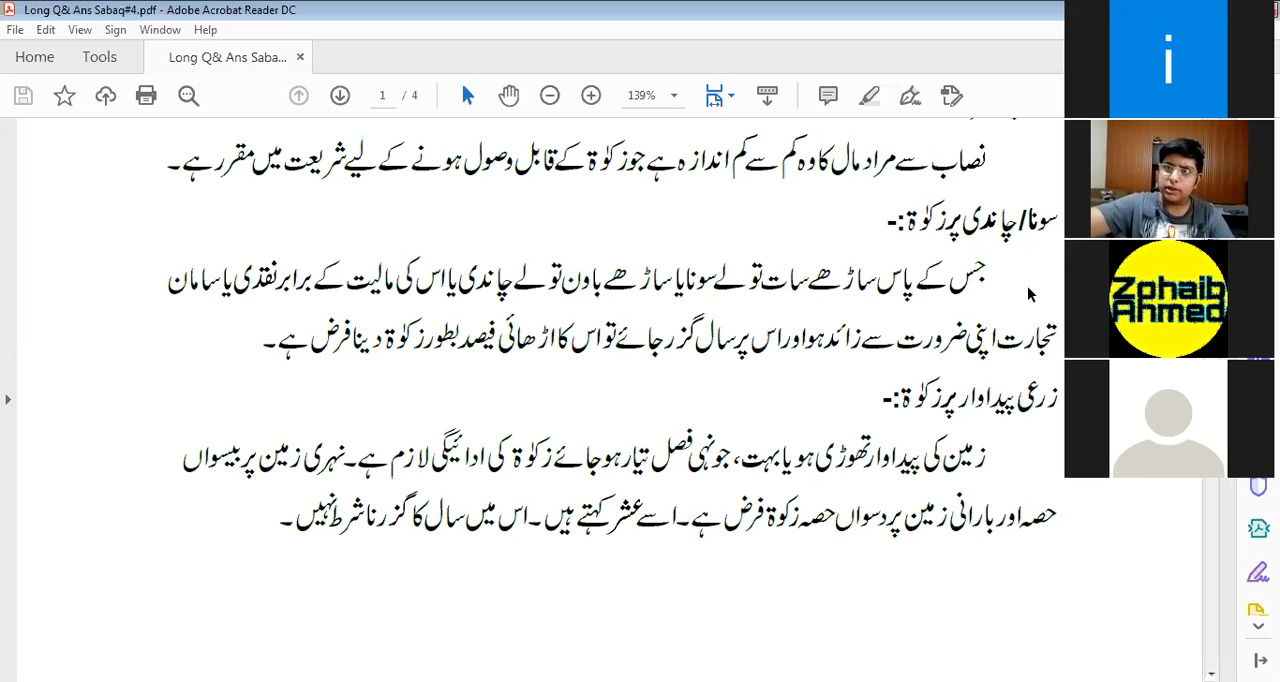 Long Q& Ans Sabaq#4.pdf - Adobe Acrobat Reader DC
File Edit View Sign Window Help
Home Tools Long Q& Ans Saba... ×
1 / 4 139%
نصاب سے مراد مال کا وہ کم سے کم اندازہ ہے جو زکوٰۃ کے قابل وصول ہونے کے لیے شریعت میں مقرر ہے۔
سونا/چاندی پر زکوٰۃ:-
جس کے پاس ساڑھے سات تولے سونا یا ساڑھے باون تولے چاندی یا اس کی مالیت کے برابر نقدی یا سامان
تجارت اپنی ضرورت سے زائد ہو اور اس پر سال گزر جائے تو اس کا اڑھائی فیصد بطور زکوٰۃ دینا فرض ہے۔
زرعی پیداوار پر زکوٰۃ:-
زمین کی پیداوار تھوڑی ہو یا بہت، جونہی فصل تیار ہو جائے زکوٰۃ کی ادائیگی لازم ہے۔ نہری زمین پر بیسواں
حصہ اور بارانی زمین پر دسواں حصہ زکوٰۃ فرض ہے۔ اسے عشر کہتے ہیں۔ اس میں سال کا گزرنا شرط نہیں۔
i
Zohaib
Ahmed